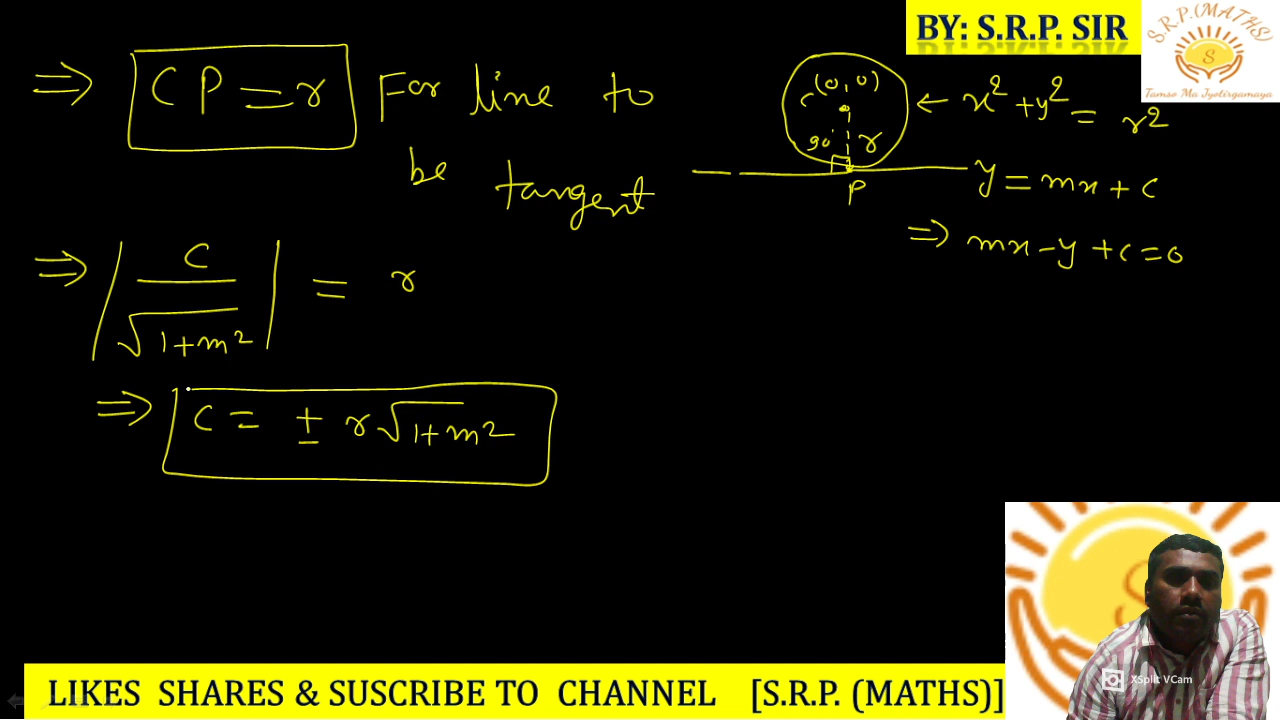 BY: S.R.P. SIR
S.R.P.(MATHS)
S
Tamso Ma Jyotirgamaya
⇒ CP = r For line to
be tangent
C (0,0)
90° r
P
← x² + y² = r²
y = mx + c
⇒ mx - y + c = 0
⇒ | c / √1+m² | = r
⇒ c = ± r √1+m²
XSplit VCam
LIKES SHARES & SUSCRIBE TO CHANNEL [S.R.P. (MATHS)]